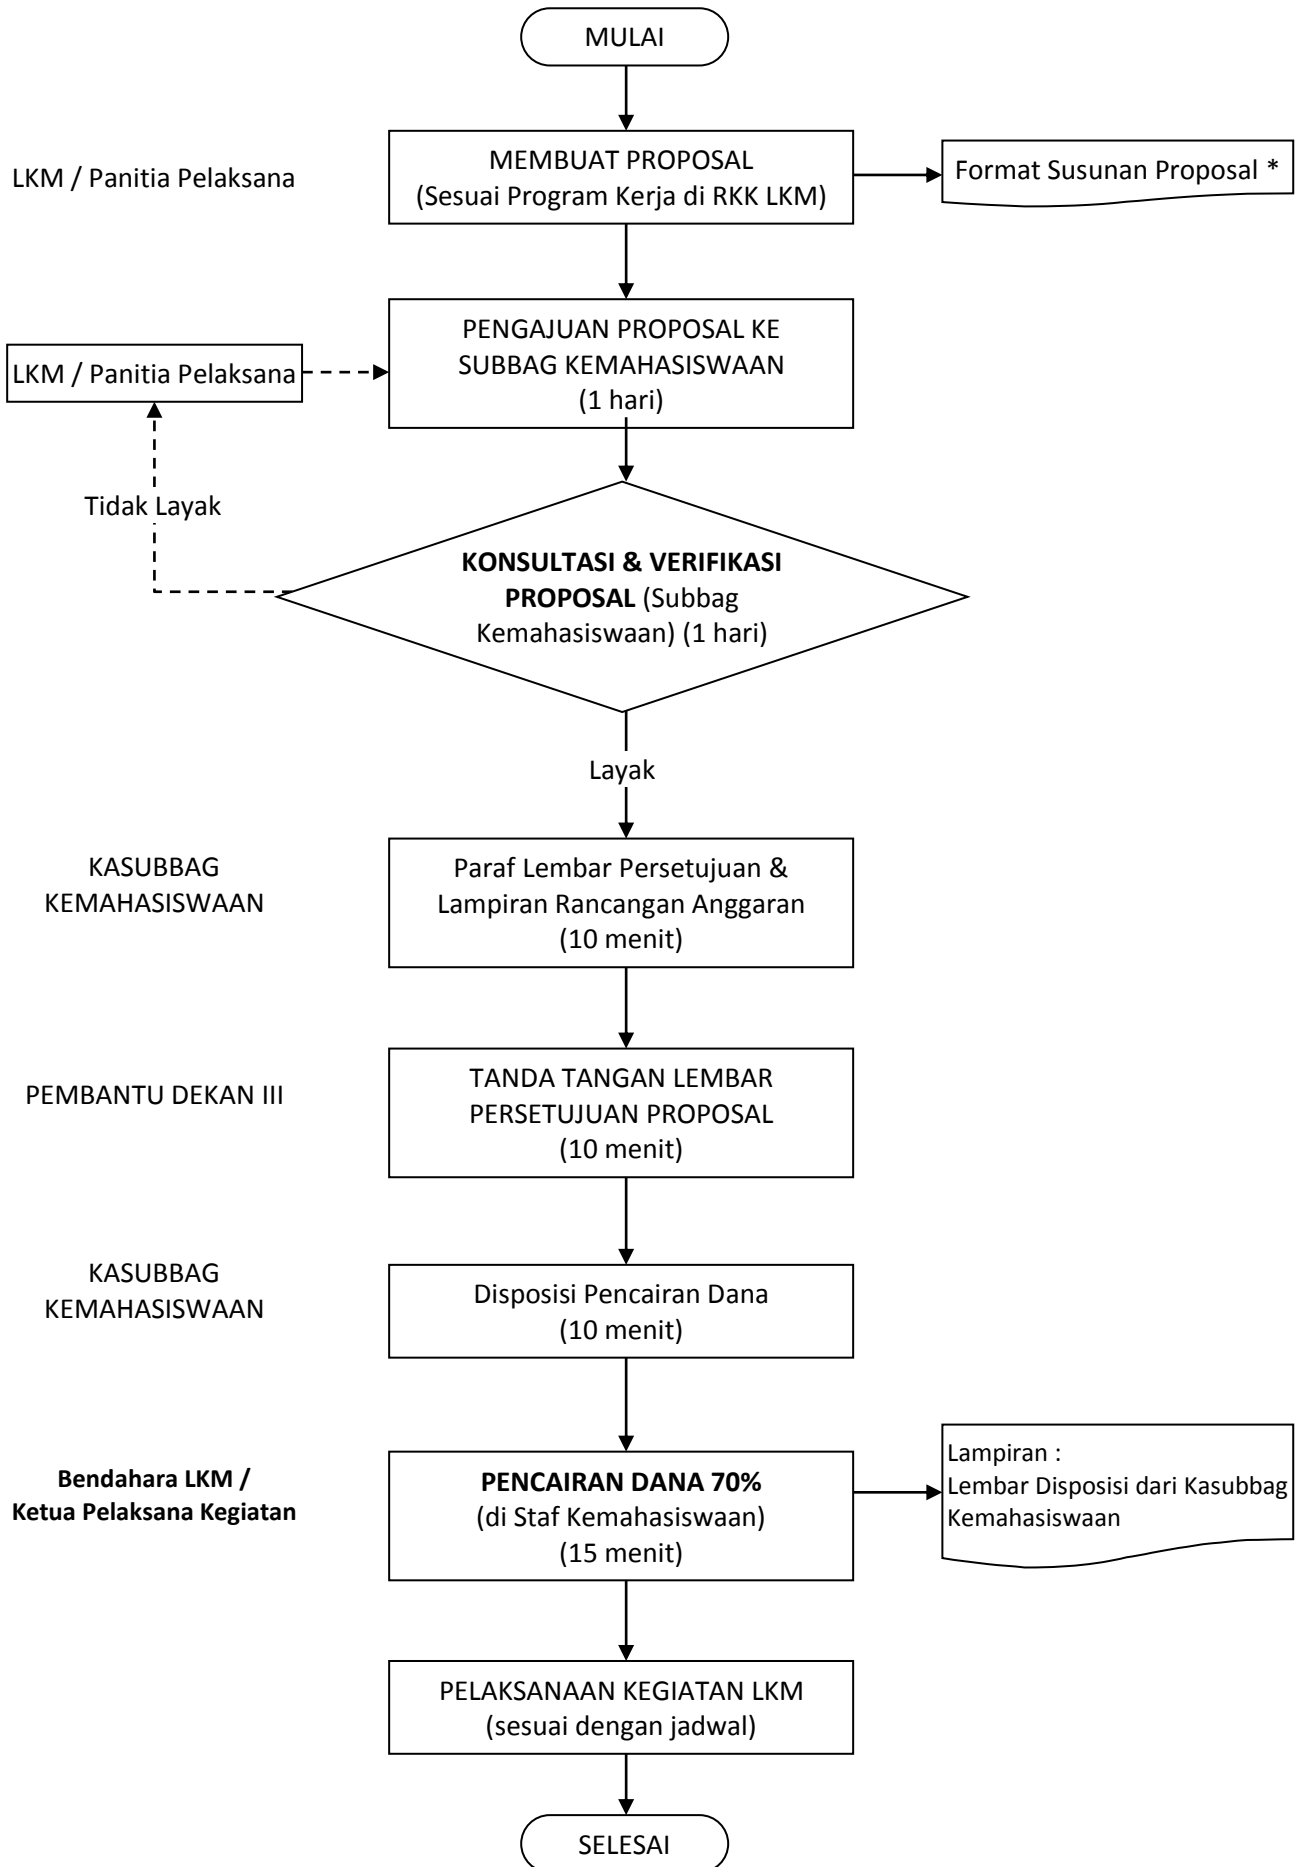 MULAI
LKM / Panitia Pelaksana
MEMBUAT PROPOSAL
(Sesuai Program Kerja di RKK LKM)
Format Susunan Proposal *
PENGAJUAN PROPOSAL KE
SUBBAG KEMAHASISWAAN
(1 hari)
LKM / Panitia Pelaksana
Tidak Layak
KONSULTASI & VERIFIKASI
PROPOSAL (Subbag
Kemahasiswaan) (1 hari)
Layak
KASUBBAG
KEMAHASISWAAN
Paraf Lembar Persetujuan &
Lampiran Rancangan Anggaran
(10 menit)
PEMBANTU DEKAN III
TANDA TANGAN LEMBAR
PERSETUJUAN PROPOSAL
(10 menit)
KASUBBAG
KEMAHASISWAAN
Disposisi Pencairan Dana
(10 menit)
Bendahara LKM /
Ketua Pelaksana Kegiatan
PENCAIRAN DANA 70%
(di Staf Kemahasiswaan)
(15 menit)
Lampiran :
Lembar Disposisi dari Kasubbag
Kemahasiswaan
PELAKSANAAN KEGIATAN LKM
(sesuai dengan jadwal)
SELESAI